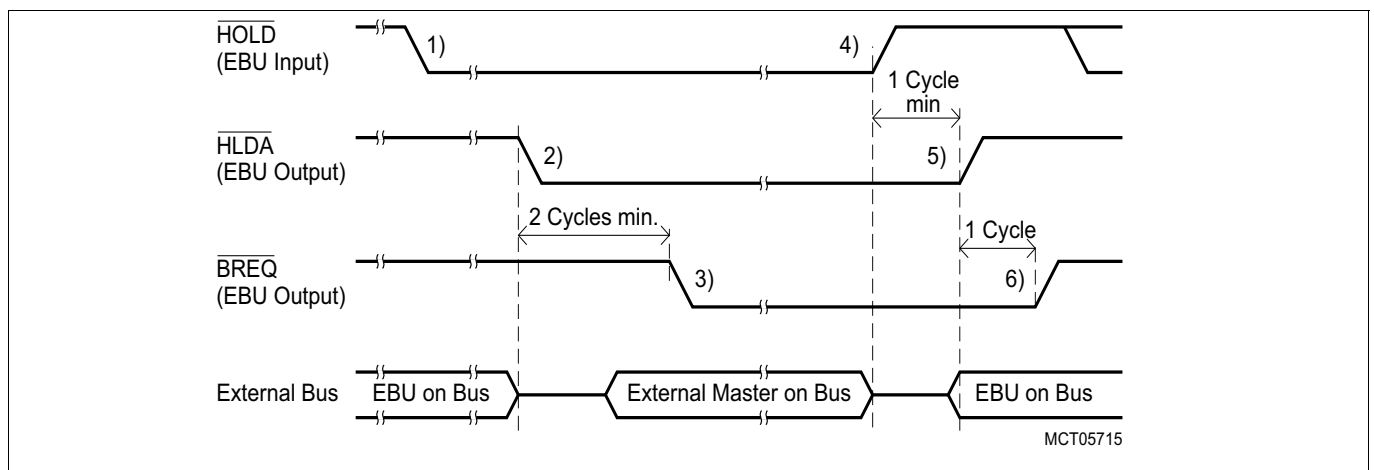 HOLD
(EBU Input)
1)
4)
1 Cycle
min
HLDA
(EBU Output)
2)
5)
2 Cycles min.
1 Cycle
BREQ
(EBU Output)
3)
6)
External Bus
EBU on Bus
External Master on Bus
EBU on Bus
MCT05715